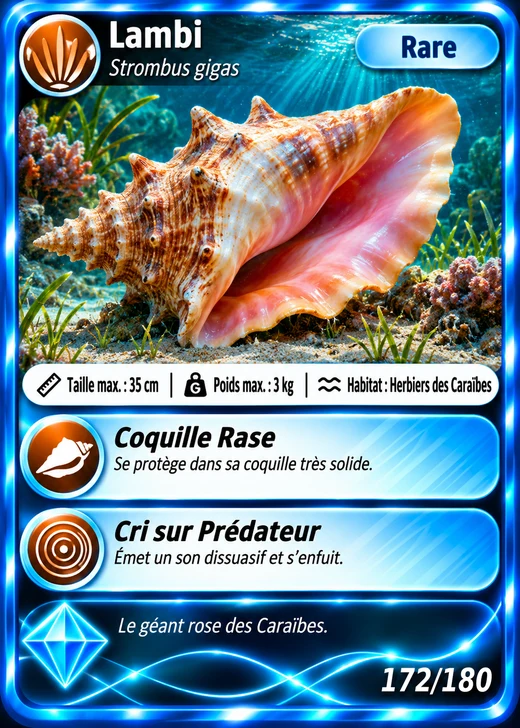 Lambi
Rare
Strombus gigas
Taille max. : 35 cm | G Poids max. : 3 kg | Habitat : Herbiers des Caraïbes
Coquille Rase
Se protège dans sa coquille très solide.
Cri sur Prédateur
Émet un son dissuasif et s'enfuit.
Le géant rose des Caraïbes.
172/180